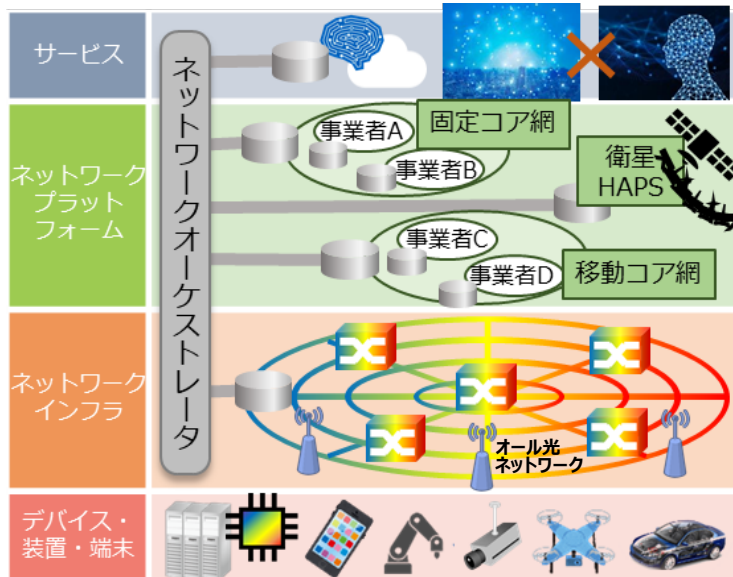 サービス
ネットワークオーケストレータ
ネットワーク
プラット
フォーム
事業者A
固定コア網
事業者B
衛星
HAPS
事業者C
事業者D
移動コア網
ネットワーク
インフラ
オール光
ネットワーク
デバイス・
装置・端末